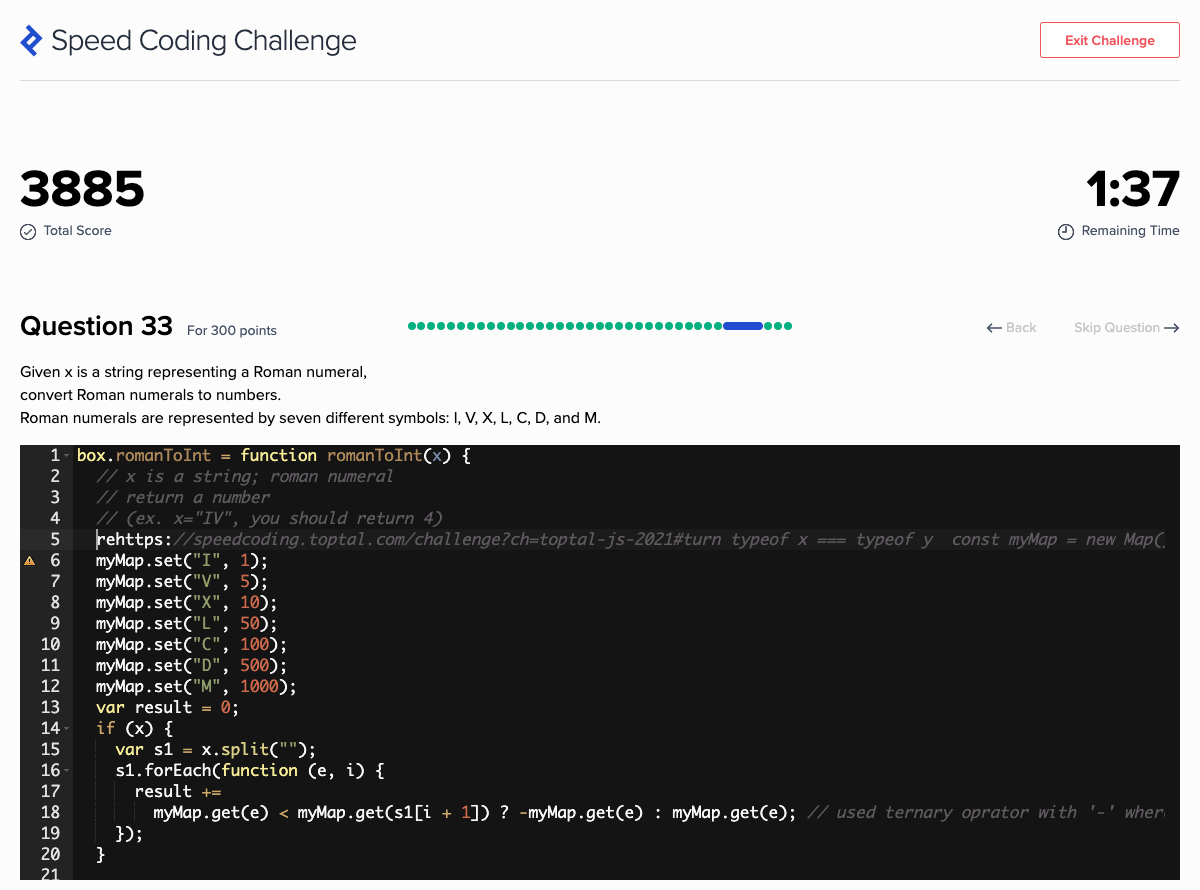 Speed Coding Challenge
Exit Challenge
3885
1:37
Total Score
Remaining Time
Question 33 For 300 points
Back
Skip Question
Given x is a string representing a Roman numeral,
convert Roman numerals to numbers.
Roman numerals are represented by seven different symbols: I, V, X, L, C, D, and M.
1 box.romanToInt = function romanToInt(x) {
2 // x is a string; roman numeral
3 // return a number
4 // (ex. x="IV", you should return 4)
5 rehttps://speedcoding.toptal.com/challenge?ch=toptal-js-2021#turn typeof x === typeof y  const myMap = new Map(
6 myMap.set("I", 1);
7 myMap.set("V", 5);
8 myMap.set("X", 10);
9 myMap.set("L", 50);
10 myMap.set("C", 100);
11 myMap.set("D", 500);
12 myMap.set("M", 1000);
13 var result = 0;
14 if (x) {
15 var s1 = x.split("");
16 s1.forEach(function (e, i) {
17 result +=
18 myMap.get(e) < myMap.get(s1[i + 1]) ? -myMap.get(e) : myMap.get(e); // used ternary oprator with '-' wher
19 });
20 }
21